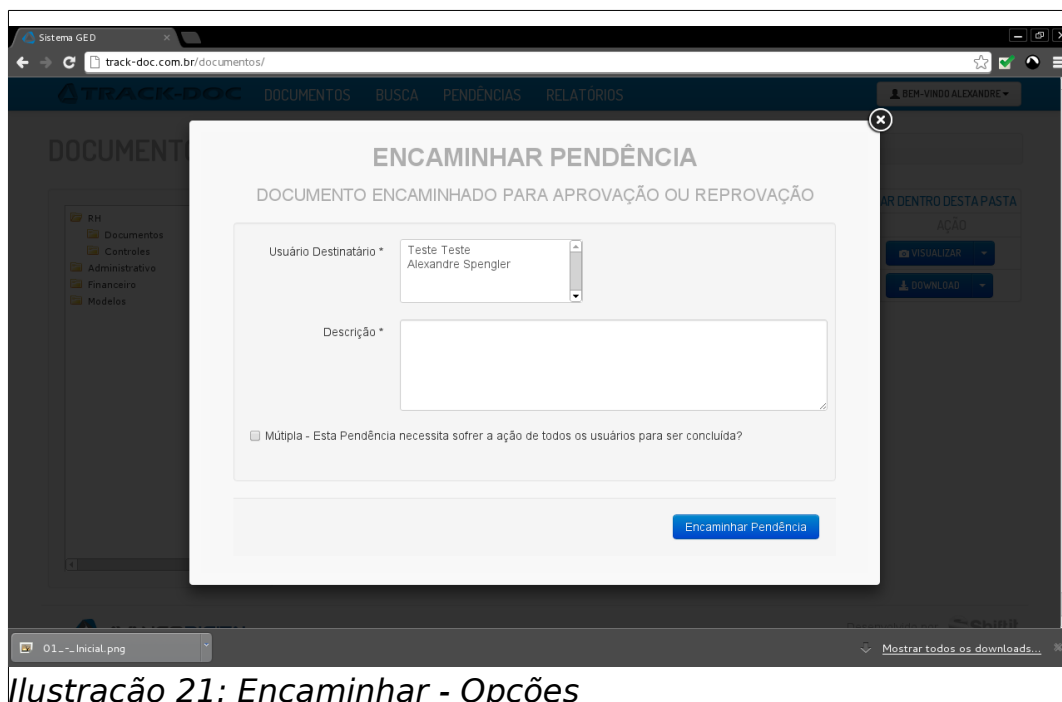 Sistema GED
track-doc.com.br/documentos/
TRACK-DOC DOCUMENTOS BUSCA PENDÊNCIAS RELATÓRIOS BEM-VINDO ALEXANDRE
DOCUMENT
ENCAMINHAR PENDÊNCIA
DOCUMENTO ENCAMINHADO PARA APROVAÇÃO OU REPROVAÇÃO
AR DENTRO DESTA PASTA
RH
Documentos
Controles
Administrativo
Financeiro
Modelos
AÇÃO
VISUALIZAR
DOWNLOAD
Usuário Destinatário *
Teste Teste
Alexandre Spengler
Descrição *
Mútipla - Esta Pendência necessita sofrer a ação de todos os usuários para ser concluída?
Encaminhar Pendência
01_-_Inicial.png
Mostrar todos os downloads...
Ilustração 21: Encaminhar - Opções